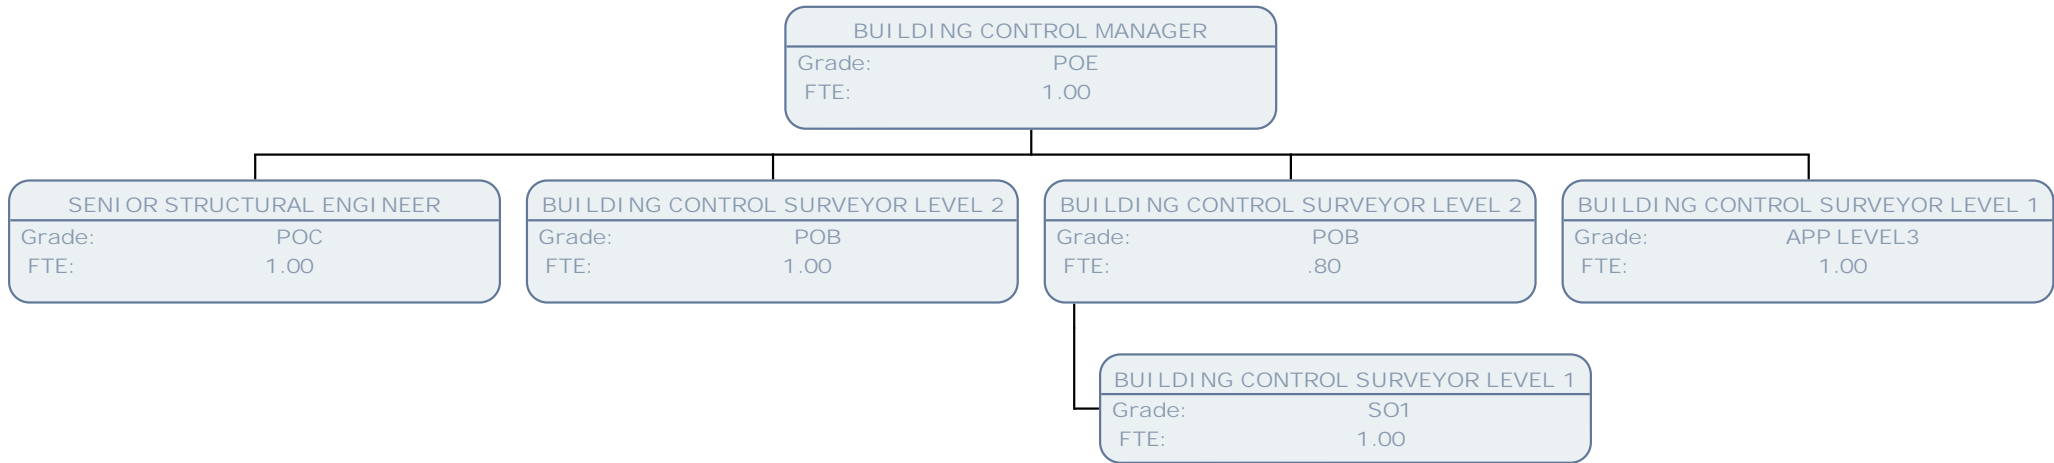 BUILDING CONTROL MANAGER
Grade: POE
FTE: 1.00
SENIOR STRUCTURAL ENGINEER
Grade: POC
FTE: 1.00
BUILDING CONTROL SURVEYOR LEVEL 2
Grade: POB
FTE: 1.00
BUILDING CONTROL SURVEYOR LEVEL 2
Grade: POB
FTE: .80
BUILDING CONTROL SURVEYOR LEVEL 1
Grade: APP LEVEL3
FTE: 1.00
BUILDING CONTROL SURVEYOR LEVEL 1
Grade: SO1
FTE: 1.00